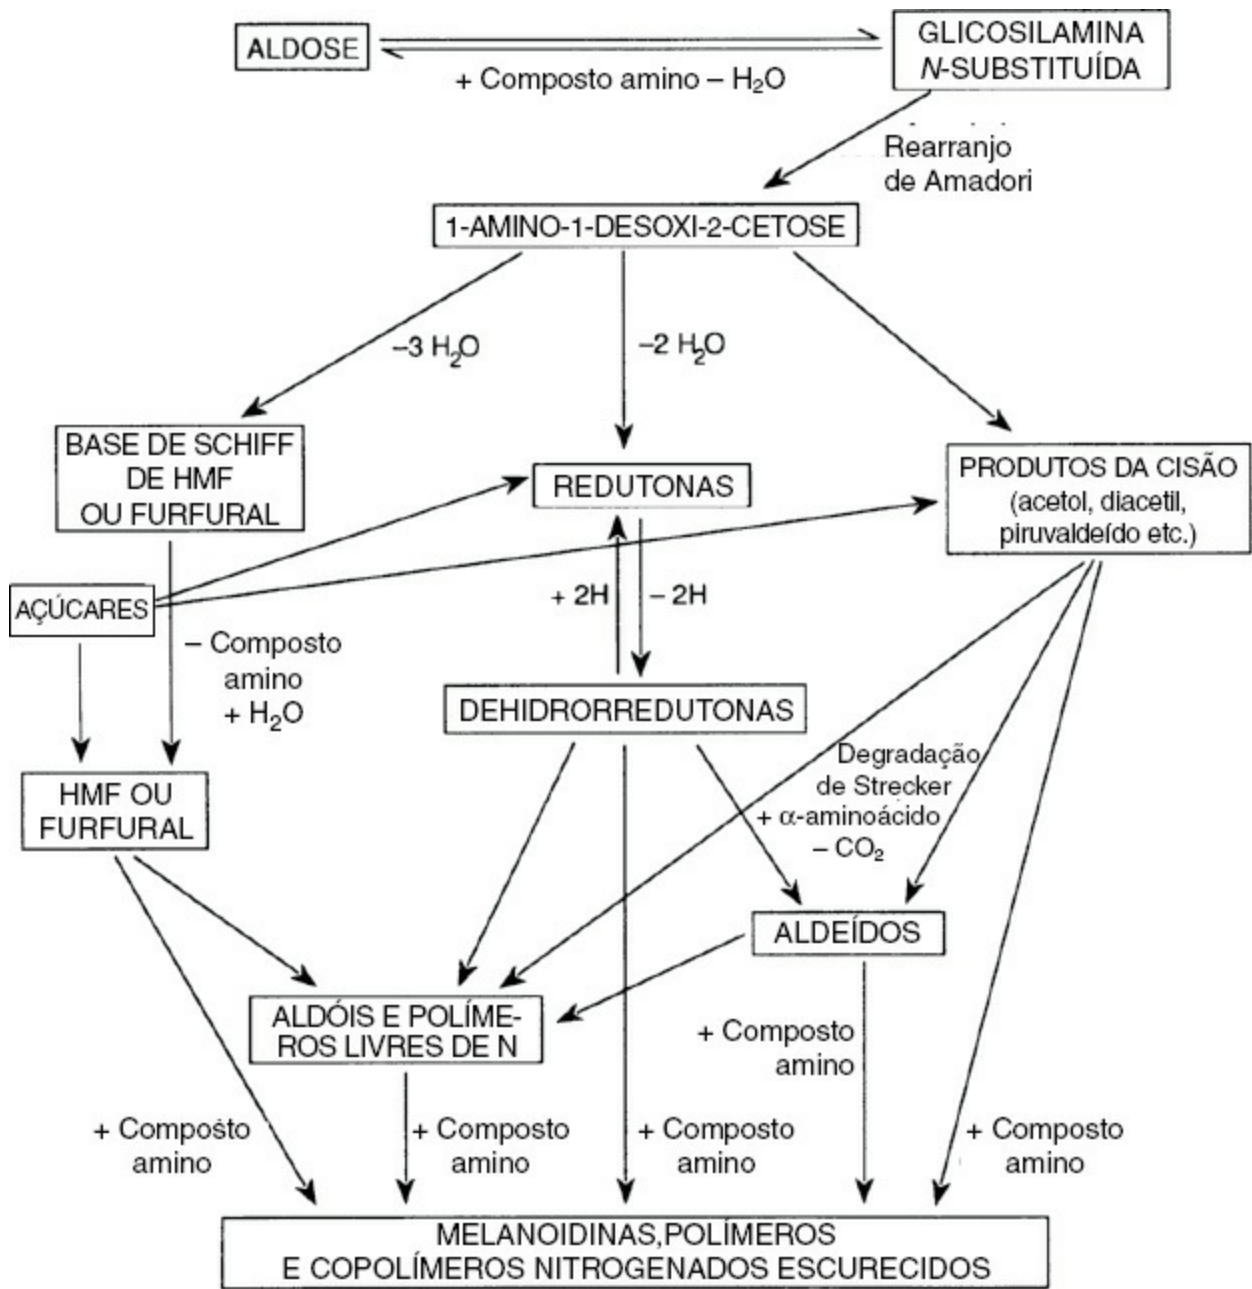 ALDOSE
GLICOSILAMINA
N-SUBSTITUÍDA
+ Composto amino – H₂O
Rearranjo
de Amadori
1-AMINO-1-DESOXI-2-CETOSE
–3 H₂O
–2 H₂O
BASE DE SCHIFF
DE HMF
OU FURFURAL
REDUTONAS
PRODUTOS DA CISÃO
(acetol, diacetil,
piruvaldeído etc.)
AÇÚCARES
+ 2H
– 2H
– Composto
amino
+ H₂O
DEHIDRORREDUTONAS
HMF OU
FURFURAL
Degradação
de Strecker
+ α-aminoácido
– CO₂
ALDEÍDOS
ALDÓIS E POLÍME-
ROS LIVRES DE N
+ Composto
amino
+ Composto
amino
+ Composto
amino
+ Composto
amino
+ Composto
amino
MELANOIDINAS,POLÍMEROS
E COPOLÍMEROS NITROGENADOS ESCURECIDOS